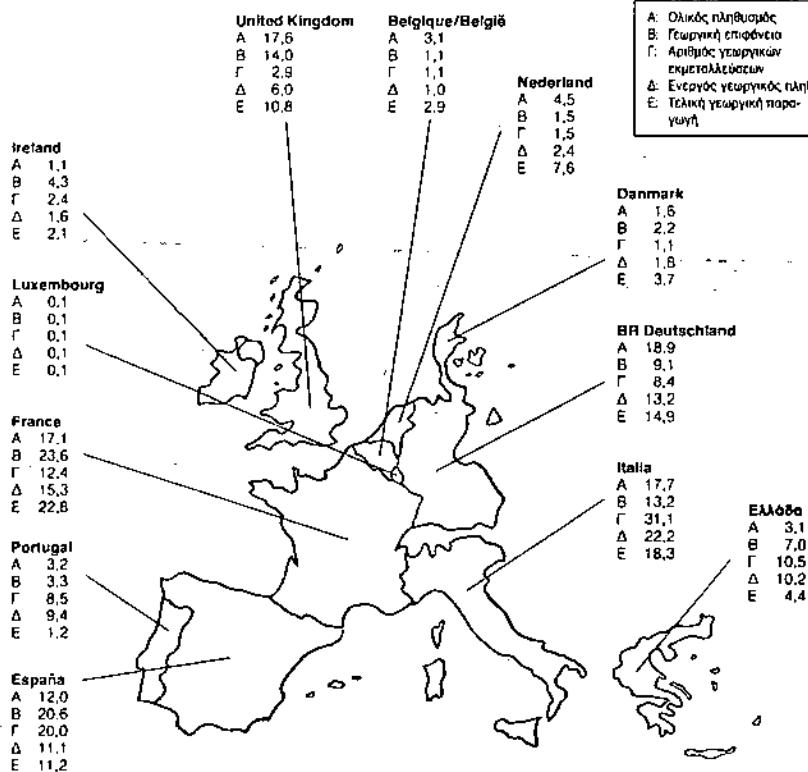 United Kingdom
A 17,6
B 14,0
Γ 2,9
Δ 6,0
E 10,8
Belgique/België
A 3,1
B 1,1
Γ 1,1
Δ 1,0
E 2,9
A: Ολικός πληθυσμός
B: Γεωργική επιφάνεια
Γ: Αριθμός γεωργικών
εκμεταλλεύσεων
Δ: Ενεργός γεωργικός
E: Τελική γεωργική παρα-
γωγή
Nederland
A 4,5
B 1,5
Γ 1,5
Δ 2,4
E 7,6
Ireland
A 1,1
B 4,3
Γ 2,4
Δ 1,6
E 2,1
Danmark
A 1,6
B 2,2
Γ 1,1
Δ 1,8
E 3,7
Luxembourg
A 0,1
B 0,1
Γ 0,1
Δ 0,1
E 0,1
BR Deutschland
A 18,9
B 9,1
Γ 8,4
Δ 13,2
E 14,9
France
A 17,1
B 23,6
Γ 12,4
Δ 15,3
E 22,8
Italia
A 17,7
B 13,2
Γ 31,1
Δ 22,2
E 18,3
Ελλάδα
A 3,1
B 7,0
Γ 10,5
Δ 10,2
E 4,4
Portugal
A 3,2
B 3,3
Γ 8,5
Δ 9,4
E 1,2
España
A 12,0
B 20,6
Γ 20,0
Δ 11,1
E 11,2